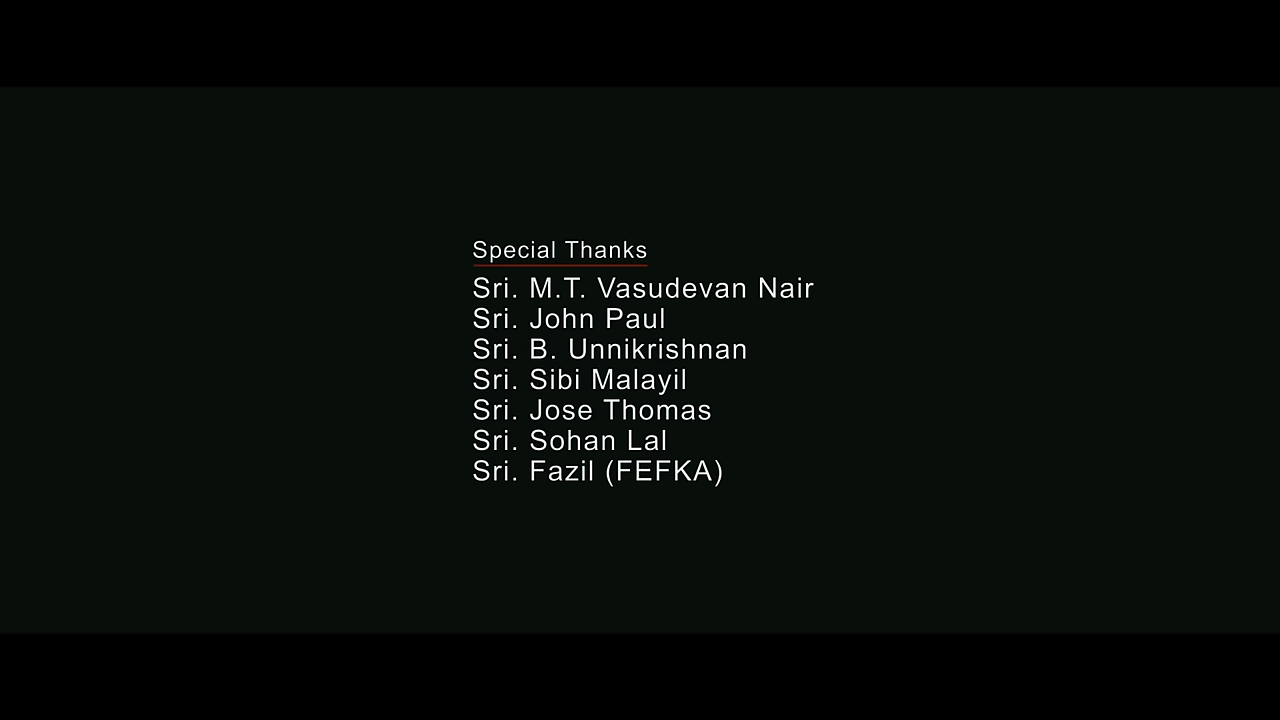 Special Thanks
Sri. M.T. Vasudevan Nair
Sri. John Paul
Sri. B. Unnikrishnan
Sri. Sibi Malayil
Sri. Jose Thomas
Sri. Sohan Lal
Sri. Fazil (FEFKA)